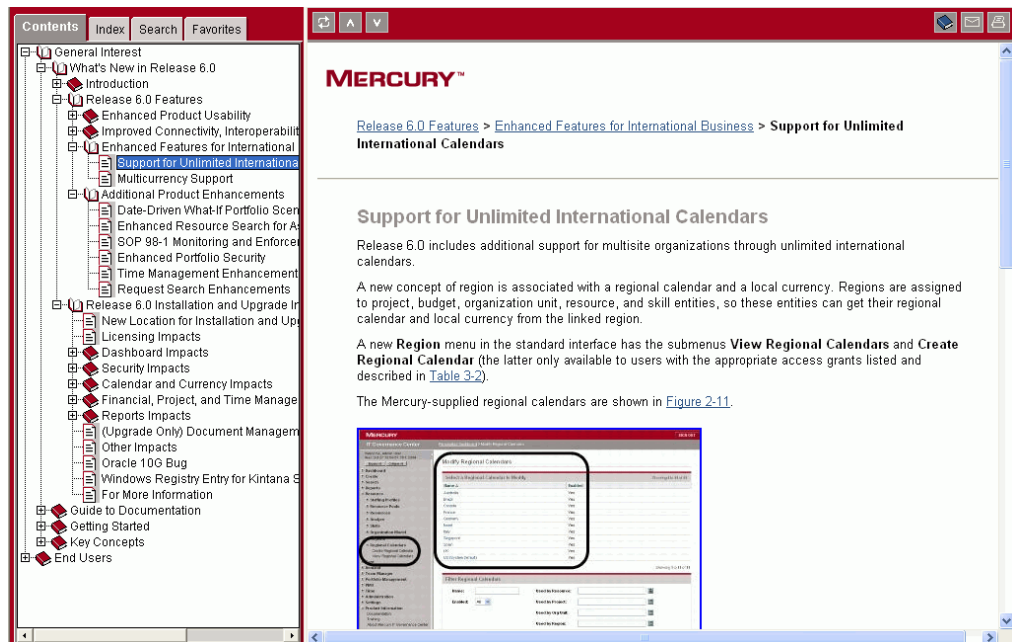 Contents
Index
Search
Favorites
General Interest
What's New in Release 6.0
Introduction
Release 6.0 Features
Enhanced Product Usability
Improved Connectivity, Interoperabilit
Enhanced Features for International
Support for Unlimited Internationa
Multicurrency Support
Additional Product Enhancements
Date-Driven What-If Portfolio Scen
Enhanced Resource Search for As
SOP 98-1 Monitoring and Enforcer
Enhanced Portfolio Security
Time Management Enhancement
Request Search Enhancements
Release 6.0 Installation and Upgrade Ir
New Location for Installation and Upg
Licensing Impacts
Dashboard Impacts
Security Impacts
Calendar and Currency Impacts
Financial, Project, and Time Manage
Reports Impacts
(Upgrade Only) Document Managem
Other Impacts
Oracle 10G Bug
Windows Registry Entry for Kintana S
For More Information
Guide to Documentation
Getting Started
Key Concepts
End Users
MERCURY™
Release 6.0 Features > Enhanced Features for International Business > Support for Unlimited
International Calendars
Support for Unlimited International Calendars
Release 6.0 includes additional support for multisite organizations through unlimited international
calendars.
A new concept of region is associated with a regional calendar and a local currency. Regions are assigned
to project, budget, organization unit, resource, and skill entities, so these entities can get their regional
calendar and local currency from the linked region.
A new Region menu in the standard interface has the submenus View Regional Calendars and Create
Regional Calendar (the latter only available to users with the appropriate access grants listed and
described in Table 3-2).
The Mercury-supplied regional calendars are shown in Figure 2-11.
MERCURY
Modify Regional Calendars
Select a Regional Calendar to Modify
Filter Regional Calendars